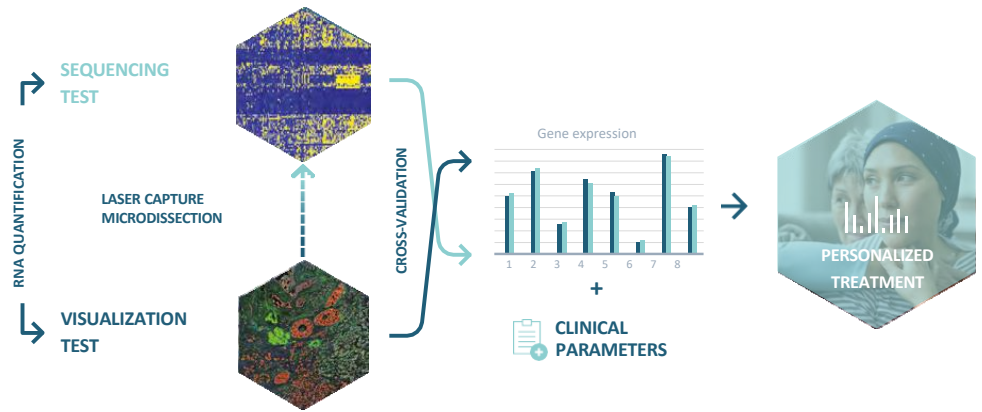 SEQUENCING
TEST
RNA QUANTIFICATION
LASER CAPTURE
MICRODISSECTION
VISUALIZATION
TEST
CROSS-VALIDATION
Gene expression
1 2 3 4 5 6 7 8
+
CLINICAL
PARAMETERS
PERSONALIZED
TREATMENT